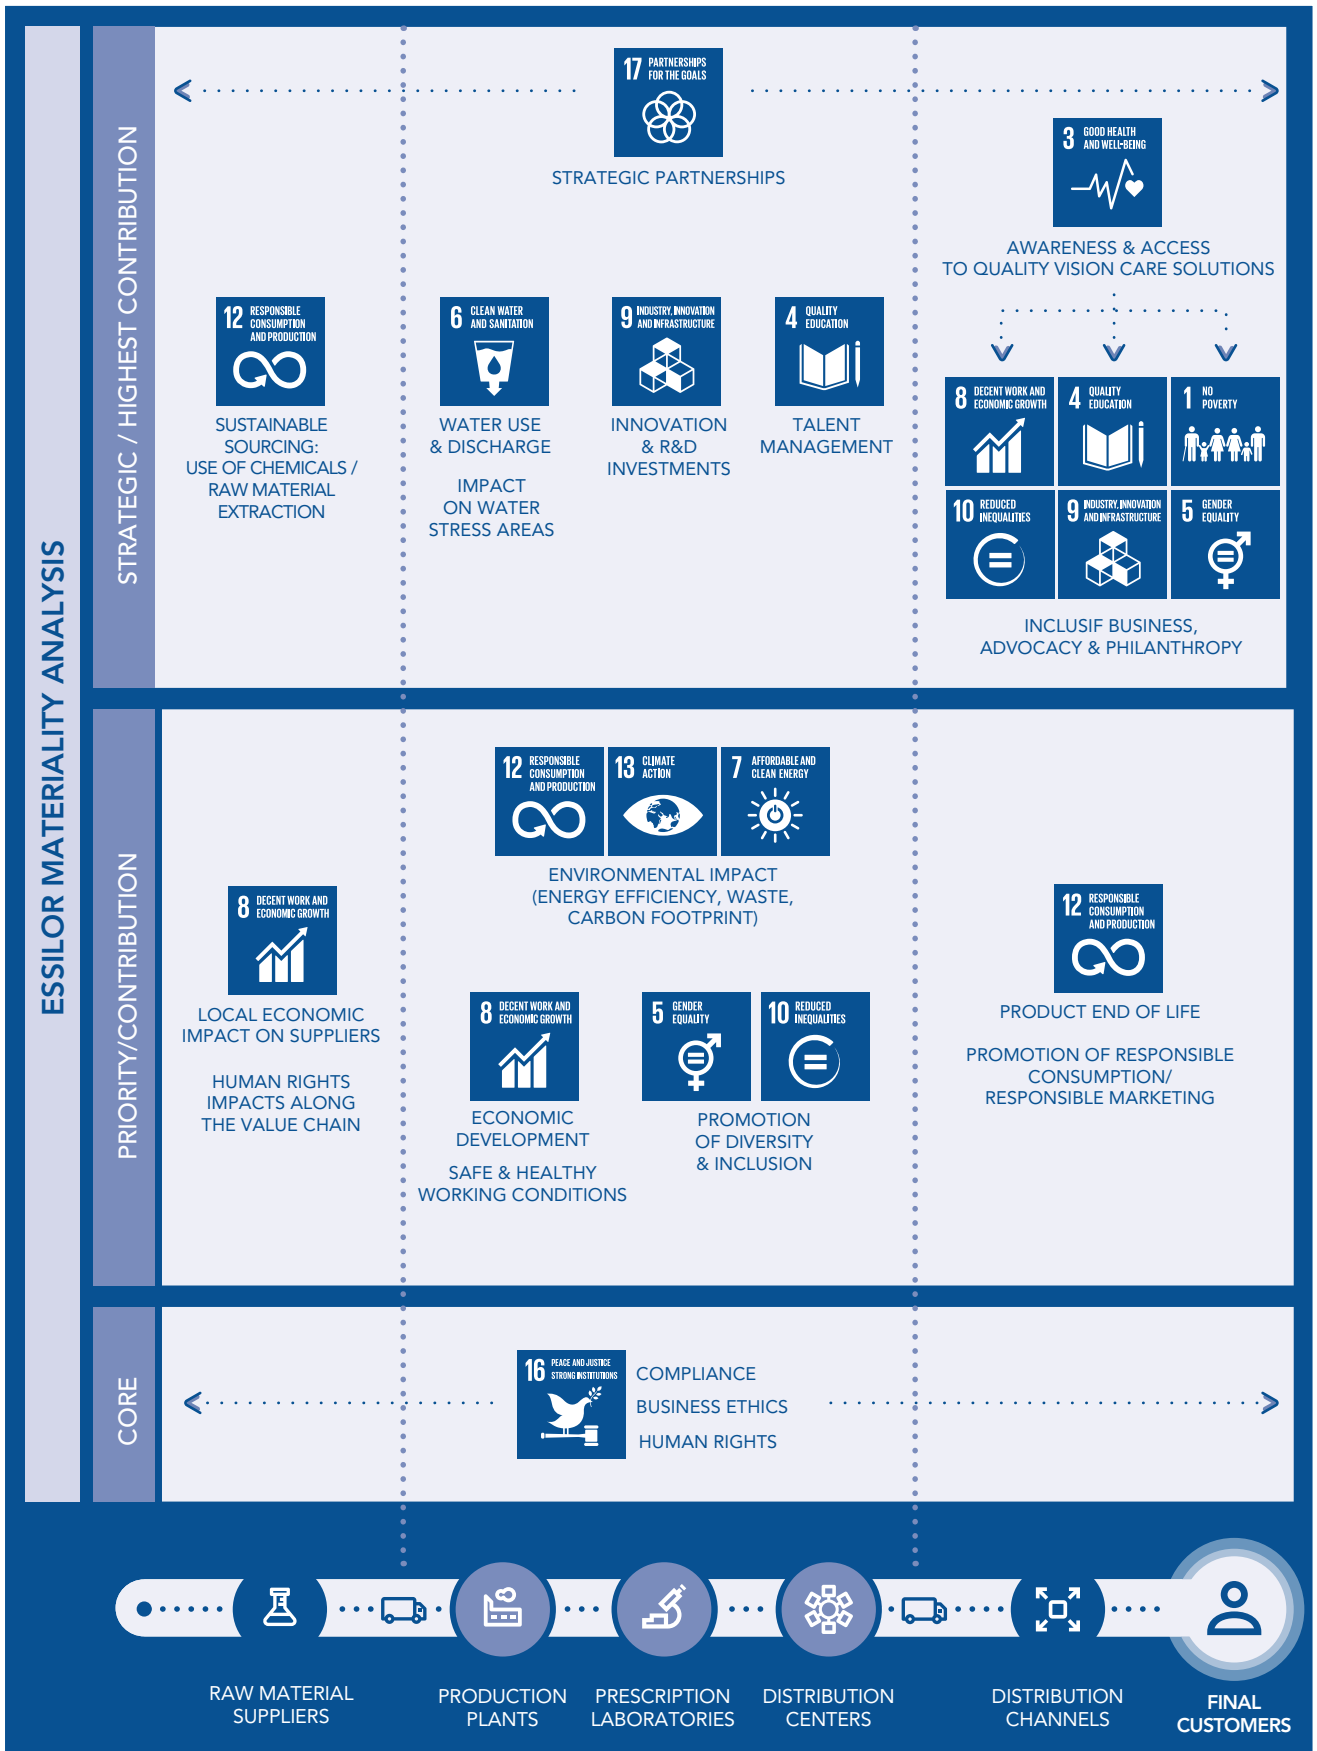 ESSILOR MATERIALITY ANALYSIS
STRATEGIC / HIGHEST CONTRIBUTION
17 PARTNERSHIPS
FOR THE GOALS
STRATEGIC PARTNERSHIPS
3 GOOD HEALTH
AND WELL-BEING
AWARENESS & ACCESS
TO QUALITY VISION CARE SOLUTIONS
12 RESPONSIBLE
CONSUMPTION
AND PRODUCTION
SUSTAINABLE
SOURCING:
USE OF CHEMICALS /
RAW MATERIAL
EXTRACTION
6 CLEAN WATER
AND SANITATION
WATER USE
& DISCHARGE
IMPACT
ON WATER
STRESS AREAS
9 INDUSTRY, INNOVATION
AND INFRASTRUCTURE
INNOVATION
& R&D
INVESTMENTS
4 QUALITY
EDUCATION
TALENT
MANAGEMENT
8 DECENT WORK AND
ECONOMIC GROWTH
4 QUALITY
EDUCATION
1 NO
POVERTY
10 REDUCED
INEQUALITIES
9 INDUSTRY, INNOVATION
AND INFRASTRUCTURE
5 GENDER
EQUALITY
INCLUSIF BUSINESS,
ADVOCACY & PHILANTHROPY
PRIORITY/CONTRIBUTION
8 DECENT WORK AND
ECONOMIC GROWTH
LOCAL ECONOMIC
IMPACT ON SUPPLIERS
HUMAN RIGHTS
IMPACTS ALONG
THE VALUE CHAIN
12 RESPONSIBLE
CONSUMPTION
AND PRODUCTION
13 CLIMATE
ACTION
7 AFFORDABLE AND
CLEAN ENERGY
ENVIRONMENTAL IMPACT
(ENERGY EFFICIENCY, WASTE,
CARBON FOOTPRINT)
8 DECENT WORK AND
ECONOMIC GROWTH
ECONOMIC
DEVELOPMENT
SAFE & HEALTHY
WORKING CONDITIONS
5 GENDER
EQUALITY
10 REDUCED
INEQUALITIES
PROMOTION
OF DIVERSITY
& INCLUSION
12 RESPONSIBLE
CONSUMPTION
AND PRODUCTION
PRODUCT END OF LIFE
PROMOTION OF RESPONSIBLE
CONSUMPTION/
RESPONSIBLE MARKETING
CORE
16 PEACE AND JUSTICE
STRONG INSTITUTIONS
COMPLIANCE
BUSINESS ETHICS
HUMAN RIGHTS
RAW MATERIAL
SUPPLIERS
PRODUCTION
PLANTS
PRESCRIPTION
LABORATORIES
DISTRIBUTION
CENTERS
DISTRIBUTION
CHANNELS
FINAL
CUSTOMERS